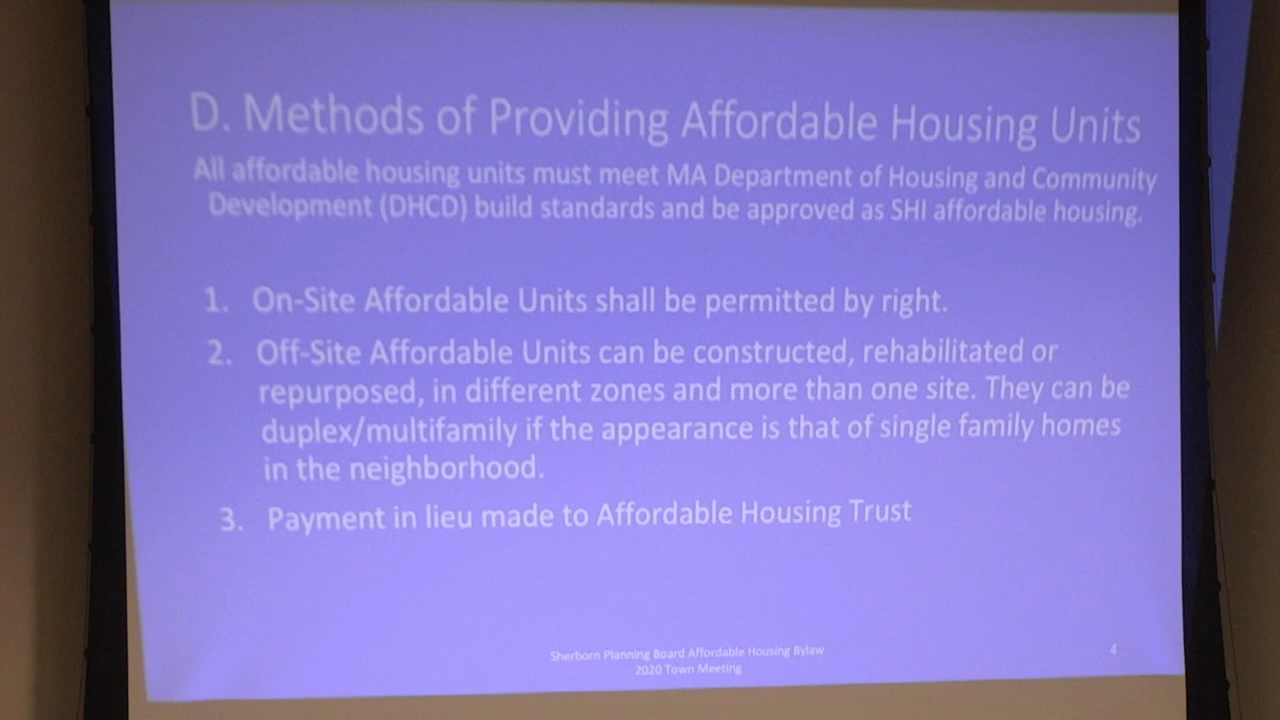 D. Methods of Providing Affordable Housing Units
All affordable housing units must meet MA Department of Housing and Community
Development (DHCD) build standards and be approved as SHI affordable housing.
1. On-Site Affordable Units shall be permitted by right.
2. Off-Site Affordable Units can be constructed, rehabilitated or
repurposed, in different zones and more than one site. They can be
duplex/multifamily if the appearance is that of single family homes
in the neighborhood.
3. Payment in lieu made to Affordable Housing Trust
Sherborn Planning Board Affordable Housing Bylaw
2020 Town Meeting
4